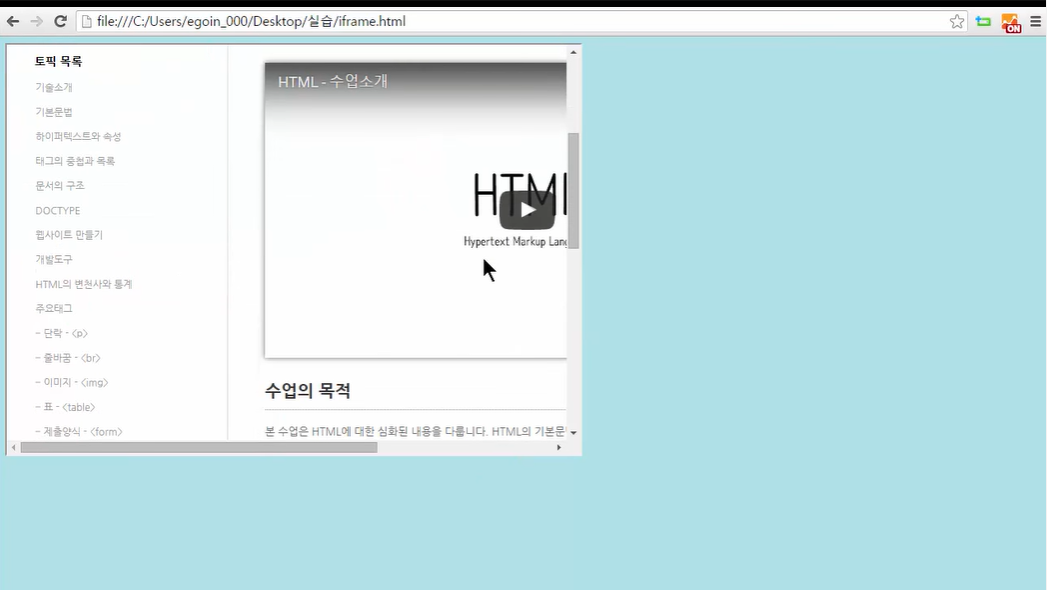 file:///C:/Users/egoin_000/Desktop/실습/iframe.html
ON
토픽 목록
기술소개
기본문법
하이퍼텍스트와 속성
태그의 중첩과 목록
문서의 구조
DOCTYPE
웹사이트 만들기
개발도구
HTML의 변천사와 통계
주요태그
- 단락 - <p>
- 줄바꿈 - <br>
- 이미지 - <img>
- 표 - <table>
- 제출양식 - <form>
HTML - 수업소개
HTML
Hypertext Markup Lang
수업의 목적
본 수업은 HTML에 대한 심화된 내용을 다룹니다. HTML의 기본문